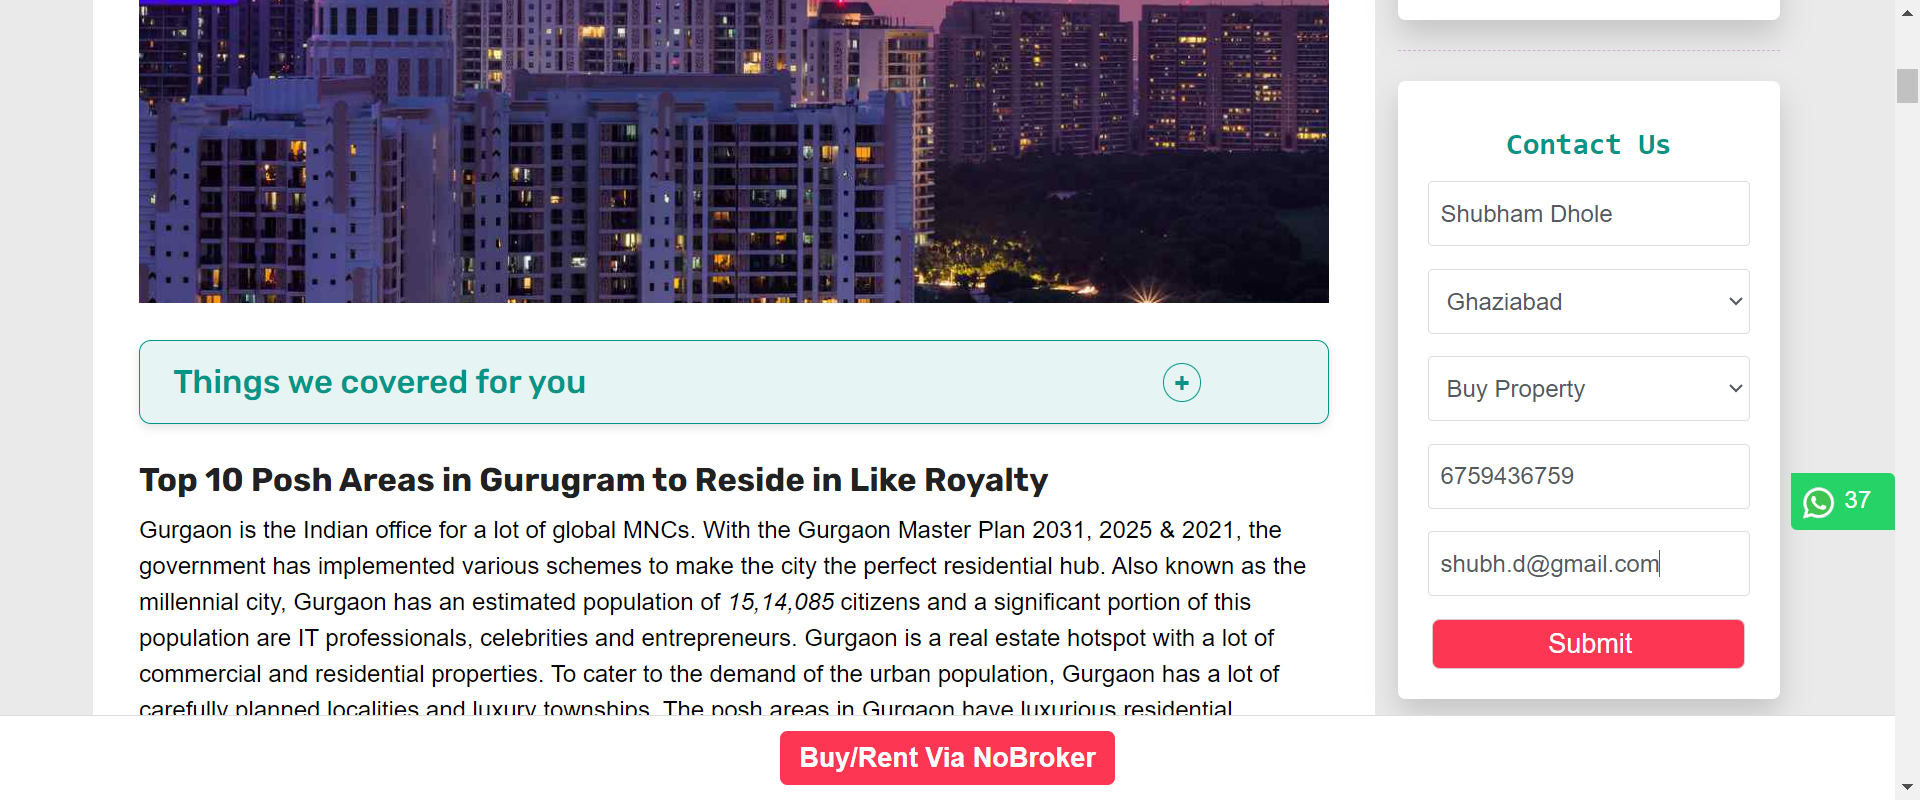 Things we covered for you
Top 10 Posh Areas in Gurugram to Reside in Like Royalty
Gurgaon is the Indian office for a lot of global MNCs. With the Gurgaon Master Plan 2031, 2025 & 2021, the
government has implemented various schemes to make the city the perfect residential hub. Also known as the
millennial city, Gurgaon has an estimated population of 15,14,085 citizens and a significant portion of this
population are IT professionals, celebrities and entrepreneurs. Gurgaon is a real estate hotspot with a lot of
commercial and residential properties. To cater to the demand of the urban population, Gurgaon has a lot of
carefully planned localities and luxury townships. The posh areas in Gurgaon have luxurious residential
Contact Us
Shubham Dhole
Ghaziabad
Buy Property
6759436759
shubh.d@gmail.com
Submit
37
Buy/Rent Via NoBroker